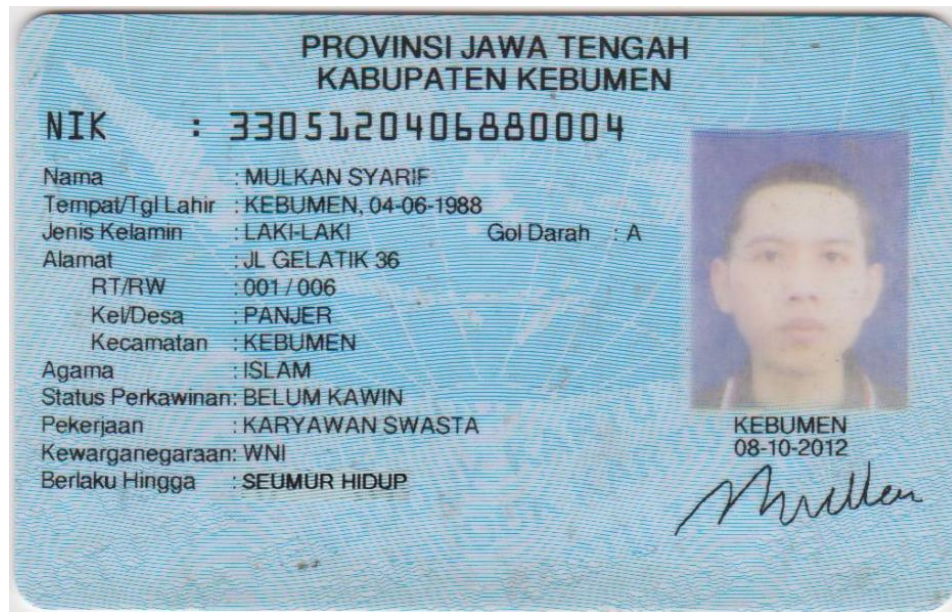 PROVINSI JAWA TENGAH
KABUPATEN KEBUMEN
NIK : 3305120406880004
Nama : MULKAN SYARIF
Tempat/Tgl Lahir : KEBUMEN, 04-06-1988
Jenis Kelamin : LAKI-LAKI Gol Darah : A
Alamat : JL GELATIK 36
RT/RW : 001 / 006
Kel/Desa : PANJER
Kecamatan : KEBUMEN
Agama : ISLAM
Status Perkawinan: BELUM KAWIN
Pekerjaan : KARYAWAN SWASTA
Kewarganegaraan: WNI
Berlaku Hingga : SEUMUR HIDUP
KEBUMEN
08-10-2012